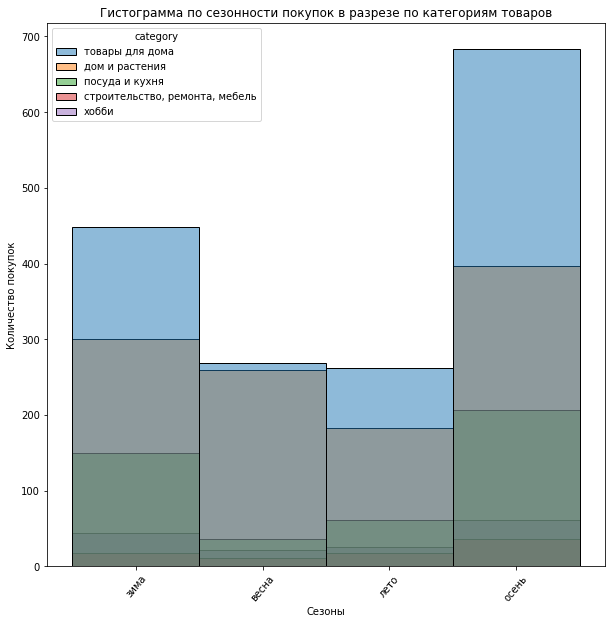 Гистограмма по сезонности покупок в разрезе по категориям товаров
category
товары для дома
дом и растения
посуда и кухня
строительство, ремонта, мебель
хобби
700
600
500
400
300
200
100
0
Количество покупок
зима
весна
лето
осень
Сезоны